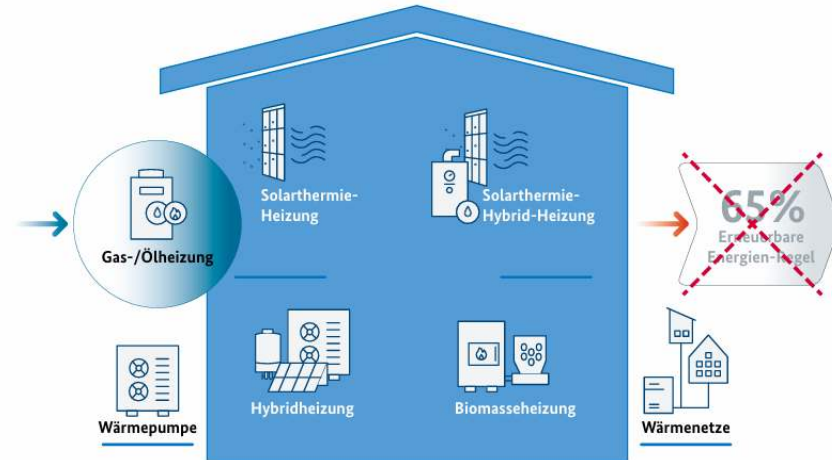 Solarthermie-
Heizung
Solarthermie-
Hybrid-Heizung
Gas-/Ölheizung
65%
Erneuerbare
Energien-Regel
Hybridheizung
Biomasseheizung
Wärmepumpe
Wärmenetze